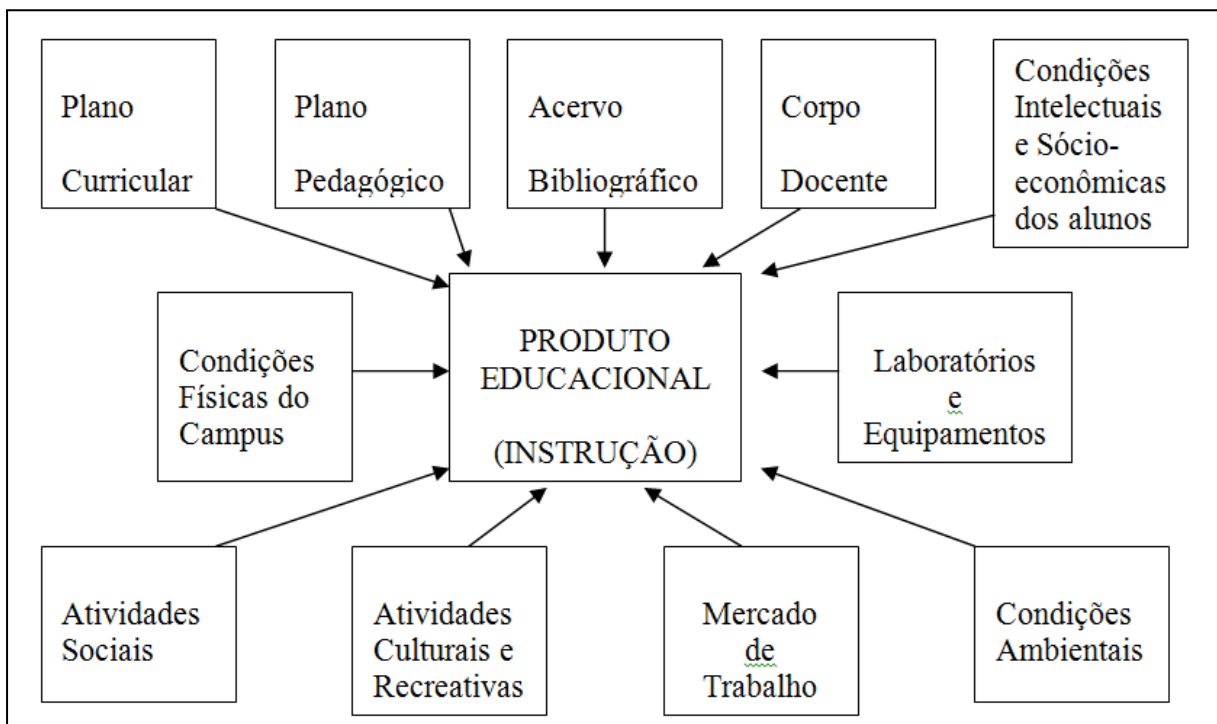 Plano
Curricular
Plano
Pedagógico
Acervo
Bibliográfico
Corpo
Docente
Condições
Intelectuais
e Sócio-
econômicas
dos alunos
Condições
Físicas do
Campus
PRODUTO
EDUCACIONAL
(INSTRUÇÃO)
Laboratórios
e
Equipamentos
Atividades
Sociais
Atividades
Culturais e
Recreativas
Mercado
de
Trabalho
Condições
Ambientais